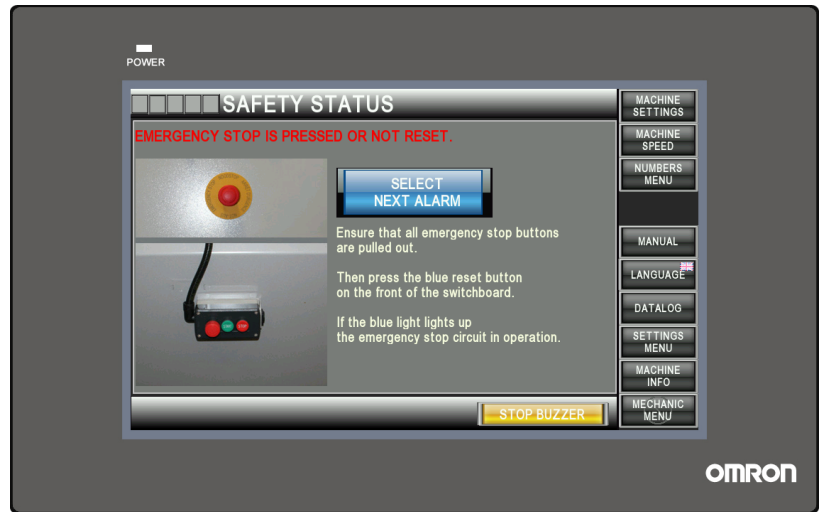 POWER
SAFETY STATUS
EMERGENCY STOP IS PRESSED OR NOT RESET.
SELECT
NEXT ALARM
Ensure that all emergency stop buttons
are pulled out.
Then press the blue reset button
on the front of the switchboard.
If the blue light lights up
the emergency stop circuit in operation.
STOP BUZZER
MACHINE
SETTINGS
MACHINE
SPEED
NUMBERS
MENU
MANUAL
LANGUAGE
DATALOG
SETTINGS
MENU
MACHINE
INFO
MECHANIC
MENU
OMRON